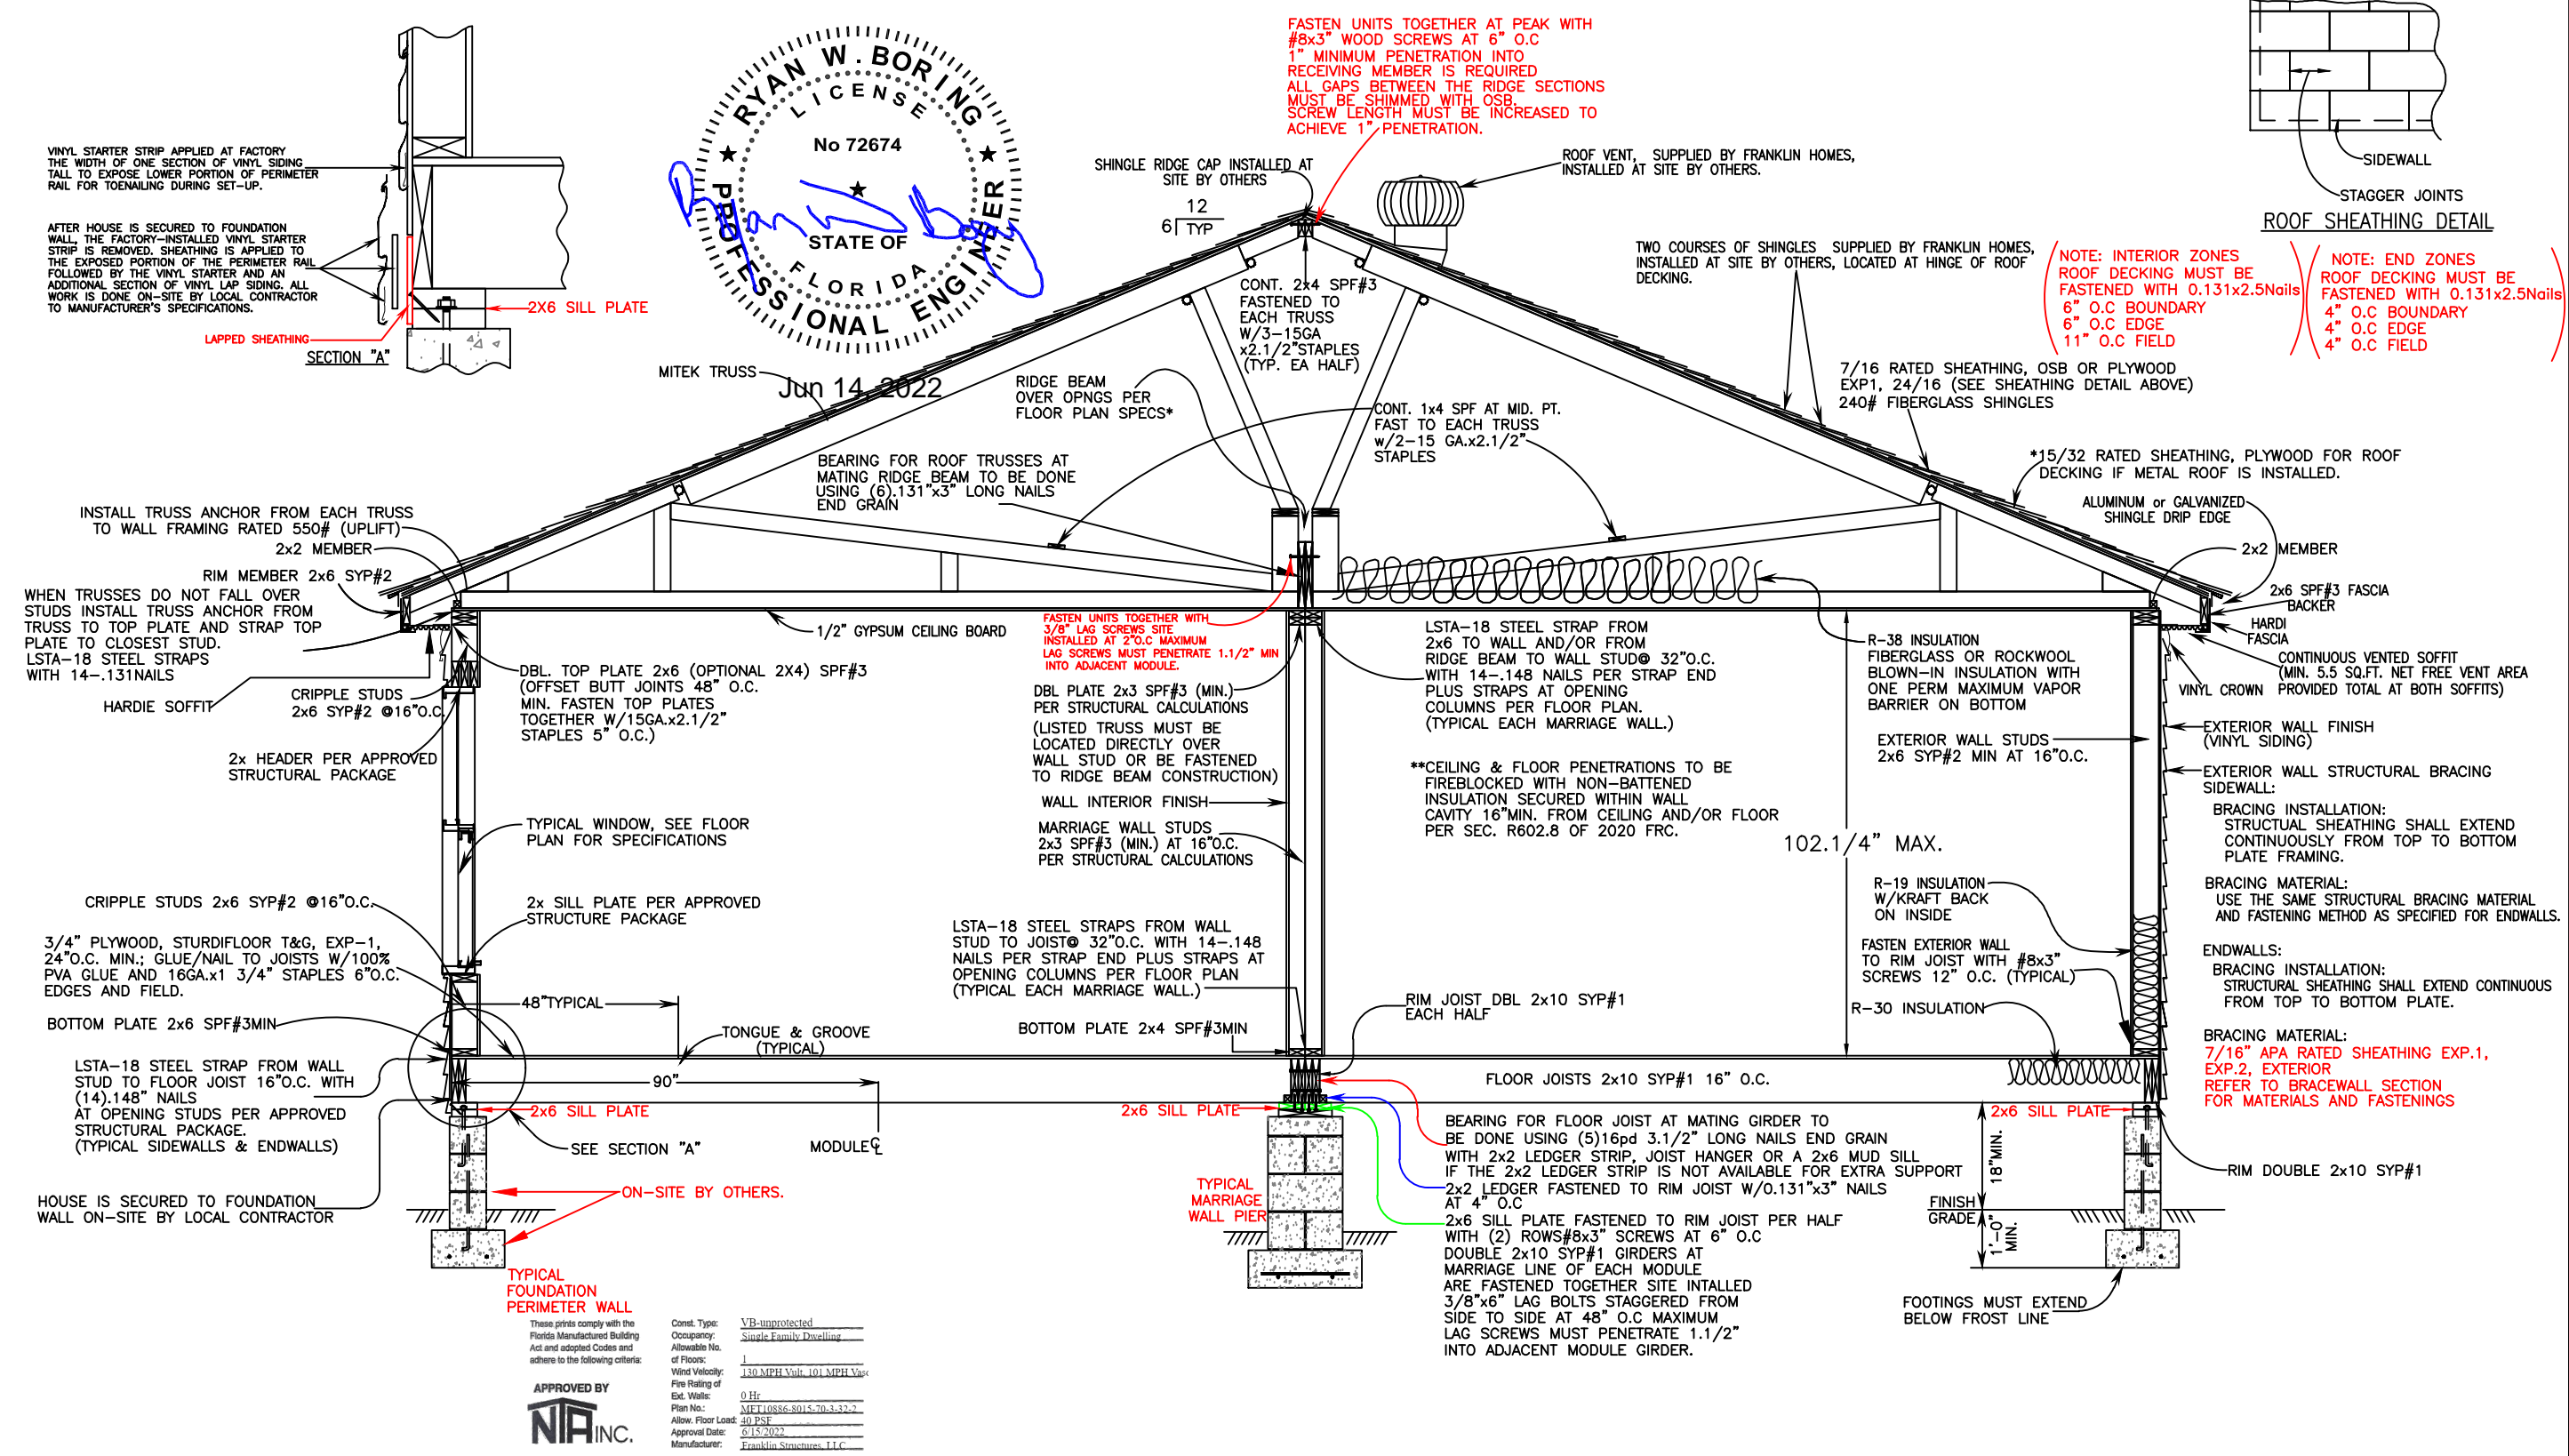 FASTEN UNITS TOGETHER AT PEAK WITH
#8x3" WOOD SCREWS AT 6" O.C
1" MINIMUM PENETRATION INTO
RECEIVING MEMBER IS REQUIRED
ALL GAPS BETWEEN THE RIDGE SECTIONS
MUST BE SHIMMED WITH OSB.
SCREW LENGTH MUST BE INCREASED TO
ACHIEVE 1" PENETRATION.
RYAN W. BORING
LICENSE
No 72674
STATE OF
FLORIDA
PROFESSIONAL ENGINEER
Jun 14, 2022
VINYL STARTER STRIP APPLIED AT FACTORY
THE WIDTH OF ONE SECTION OF VINYL SIDING
TALL TO EXPOSE LOWER PORTION OF PERIMETER
RAIL FOR TOENAILING DURING SET-UP.
AFTER HOUSE IS SECURED TO FOUNDATION
WALL, THE FACTORY-INSTALLED VINYL STARTER
STRIP IS REMOVED. SHEATHING IS APPLIED TO
THE EXPOSED PORTION OF THE PERIMETER RAIL
FOLLOWED BY THE VINYL STARTER AND AN
ADDITIONAL SECTION OF VINYL LAP SIDING. ALL
WORK IS DONE ON-SITE BY LOCAL CONTRACTOR
TO MANUFACTURER'S SPECIFICATIONS.
2X6 SILL PLATE
LAPPED SHEATHING
SECTION "A"
SHINGLE RIDGE CAP INSTALLED AT
SITE BY OTHERS
12
6 TYP
ROOF VENT, SUPPLIED BY FRANKLIN HOMES,
INSTALLED AT SITE BY OTHERS.
SIDEWALL
STAGGER JOINTS
ROOF SHEATHING DETAIL
TWO COURSES OF SHINGLES SUPPLIED BY FRANKLIN HOMES,
INSTALLED AT SITE BY OTHERS, LOCATED AT HINGE OF ROOF
DECKING.
NOTE: INTERIOR ZONES
ROOF DECKING MUST BE
FASTENED WITH 0.131x2.5Nails
6" O.C BOUNDARY
6" O.C EDGE
11" O.C FIELD
NOTE: END ZONES
ROOF DECKING MUST BE
FASTENED WITH 0.131x2.5Nails
4" O.C BOUNDARY
4" O.C EDGE
4" O.C FIELD
CONT. 2x4 SPF#3
FASTENED TO
EACH TRUSS
W/3-15GA
x2.1/2"STAPLES
(TYP. EA HALF)
MITEK TRUSS
RIDGE BEAM
OVER OPNGS PER
FLOOR PLAN SPECS*
7/16 RATED SHEATHING, OSB OR PLYWOOD
EXP1, 24/16 (SEE SHEATHING DETAIL ABOVE)
240# FIBERGLASS SHINGLES
CONT. 1x4 SPF AT MID. PT.
FAST TO EACH TRUSS
w/2-15 GA.x2.1/2"
STAPLES
BEARING FOR ROOF TRUSSES AT
MATING RIDGE BEAM TO BE DONE
USING (6).131"x3" LONG NAILS
END GRAIN
*15/32 RATED SHEATHING, PLYWOOD FOR ROOF
DECKING IF METAL ROOF IS INSTALLED.
ALUMINUM or GALVANIZED
SHINGLE DRIP EDGE
INSTALL TRUSS ANCHOR FROM EACH TRUSS
TO WALL FRAMING RATED 550# (UPLIFT)
2x2 MEMBER
RIM MEMBER 2x6 SYP#2
WHEN TRUSSES DO NOT FALL OVER
STUDS INSTALL TRUSS ANCHOR FROM
TRUSS TO TOP PLATE AND STRAP TOP
PLATE TO CLOSEST STUD.
LSTA-18 STEEL STRAPS
WITH 14-.131NAILS
HARDIE SOFFIT
2x2 MEMBER
2x6 SPF#3 FASCIA
BACKER
HARDI
FASCIA
CONTINUOUS VENTED SOFFIT
(MIN. 5.5 SQ.FT. NET FREE VENT AREA
PROVIDED TOTAL AT BOTH SOFFITS)
VINYL CROWN
1/2" GYPSUM CEILING BOARD
FASTEN UNITS TOGETHER WITH
3/8" LAG SCREWS SITE
INSTALLED AT 2"O.C MAXIMUM
LAG SCREWS MUST PENETRATE 1.1/2" MIN
INTO ADJACENT MODULE.
LSTA-18 STEEL STRAP FROM
2x6 TO WALL AND/OR FROM
RIDGE BEAM TO WALL STUD@ 32"O.C.
WITH 14-.148 NAILS PER STRAP END
PLUS STRAPS AT OPENING
COLUMNS PER FLOOR PLAN.
(TYPICAL EACH MARRIAGE WALL.)
R-38 INSULATION
FIBERGLASS OR ROCKWOOL
BLOWN-IN INSULATION WITH
ONE PERM MAXIMUM VAPOR
BARRIER ON BOTTOM
CRIPPLE STUDS
2x6 SYP#2 @16"O.C.
DBL. TOP PLATE 2x6 (OPTIONAL 2X4) SPF#3
(OFFSET BUTT JOINTS 48" O.C.
MIN. FASTEN TOP PLATES
TOGETHER W/15GA.x2.1/2"
STAPLES 5" O.C.)
DBL PLATE 2x3 SPF#3 (MIN.)
PER STRUCTURAL CALCULATIONS
(LISTED TRUSS MUST BE
LOCATED DIRECTLY OVER
WALL STUD OR BE FASTENED
TO RIDGE BEAM CONSTRUCTION)
2x HEADER PER APPROVED
STRUCTURAL PACKAGE
EXTERIOR WALL STUDS
2x6 SYP#2 MIN AT 16"O.C.
EXTERIOR WALL FINISH
(VINYL SIDING)
**CEILING & FLOOR PENETRATIONS TO BE
FIREBLOCKED WITH NON-BATTENED
INSULATION SECURED WITHIN WALL
CAVITY 16"MIN. FROM CEILING AND/OR FLOOR
PER SEC. R602.8 OF 2020 FRC.
WALL INTERIOR FINISH
TYPICAL WINDOW, SEE FLOOR
PLAN FOR SPECIFICATIONS
MARRIAGE WALL STUDS
2x3 SPF#3 (MIN.) AT 16"O.C.
PER STRUCTURAL CALCULATIONS
102.1/4" MAX.
EXTERIOR WALL STRUCTURAL BRACING
SIDEWALL:
BRACING INSTALLATION:
STRUCTUAL SHEATHING SHALL EXTEND
CONTINUOUSLY FROM TOP TO BOTTOM
PLATE FRAMING.
BRACING MATERIAL:
USE THE SAME STRUCTURAL BRACING MATERIAL
AND FASTENING METHOD AS SPECIFIED FOR ENDWALLS.
ENDWALLS:
BRACING INSTALLATION:
STRUCTURAL SHEATHING SHALL EXTEND CONTINUOUS
FROM TOP TO BOTTOM PLATE.
BRACING MATERIAL:
7/16" APA RATED SHEATHING EXP.1,
EXP.2, EXTERIOR
REFER TO BRACEWALL SECTION
FOR MATERIALS AND FASTENINGS
CRIPPLE STUDS 2x6 SYP#2 @16"O.C.
2x SILL PLATE PER APPROVED
STRUCTURE PACKAGE
3/4" PLYWOOD, STURDIFLOOR T&G, EXP-1,
24"O.C. MIN.; GLUE/NAIL TO JOISTS W/100%
PVA GLUE AND 16GA.x1 3/4" STAPLES 6"O.C.
EDGES AND FIELD.
LSTA-18 STEEL STRAPS FROM WALL
STUD TO JOIST@ 32"O.C. WITH 14-.148
NAILS PER STRAP END PLUS STRAPS AT
OPENING COLUMNS PER FLOOR PLAN
(TYPICAL EACH MARRIAGE WALL.)
R-19 INSULATION
W/KRAFT BACK
ON INSIDE
FASTEN EXTERIOR WALL
TO RIM JOIST WITH #8x3"
SCREWS 12" O.C. (TYPICAL)
R-30 INSULATION
48"TYPICAL
RIM JOIST DBL 2x10 SYP#1
EACH HALF
BOTTOM PLATE 2x6 SPF#3MIN
TONGUE & GROOVE
(TYPICAL)
BOTTOM PLATE 2x4 SPF#3MIN
LSTA-18 STEEL STRAP FROM WALL
STUD TO FLOOR JOIST 16"O.C. WITH
(14).148" NAILS
AT OPENING STUDS PER APPROVED
STRUCTURAL PACKAGE.
(TYPICAL SIDEWALLS & ENDWALLS)
90"
FLOOR JOISTS 2x10 SYP#1 16" O.C.
2x6 SILL PLATE
2x6 SILL PLATE
2x6 SILL PLATE
SEE SECTION "A"
MODULE ℄
BEARING FOR FLOOR JOIST AT MATING GIRDER TO
BE DONE USING (5)16pd 3.1/2" LONG NAILS END GRAIN
WITH 2x2 LEDGER STRIP, JOIST HANGER OR A 2x6 MUD SILL
IF THE 2x2 LEDGER STRIP IS NOT AVAILABLE FOR EXTRA SUPPORT
2x2 LEDGER FASTENED TO RIM JOIST W/0.131"x3" NAILS
AT 4" O.C
2x6 SILL PLATE FASTENED TO RIM JOIST PER HALF
WITH (2) ROWS#8x3" SCREWS AT 6" O.C
DOUBLE 2x10 SYP#1 GIRDERS AT
MARRIAGE LINE OF EACH MODULE
ARE FASTENED TOGETHER SITE INTALLED
3/8"x6" LAG BOLTS STAGGERED FROM
SIDE TO SIDE AT 48" O.C MAXIMUM
LAG SCREWS MUST PENETRATE 1.1/2"
INTO ADJACENT MODULE GIRDER.
HOUSE IS SECURED TO FOUNDATION
WALL ON-SITE BY LOCAL CONTRACTOR
ON-SITE BY OTHERS.
TYPICAL
MARRIAGE
WALL PIER
18"MIN.
RIM DOUBLE 2x10 SYP#1
FINISH
GRADE
1'-0"
MIN.
FOOTINGS MUST EXTEND
BELOW FROST LINE
TYPICAL
FOUNDATION
PERIMETER WALL
These prints comply with the
Florida Manufactured Building
Act and adopted Codes and
adhere to the following criteria:
APPROVED BY
NTA INC.
Const. Type: VB-unprotected
Occupancy: Single Family Dwelling
Allowable No.
of Floors: 1
Wind Velocity: 130 MPH Vult, 101 MPH Vasd
Fire Rating of
Ext. Walls: 0 Hr
Plan No.: MFT10886-8015-70-3-32-2
Allow. Floor Load: 40 PSF
Approval Date: 6/15/2022
Manufacturer: Franklin Structures, LLC